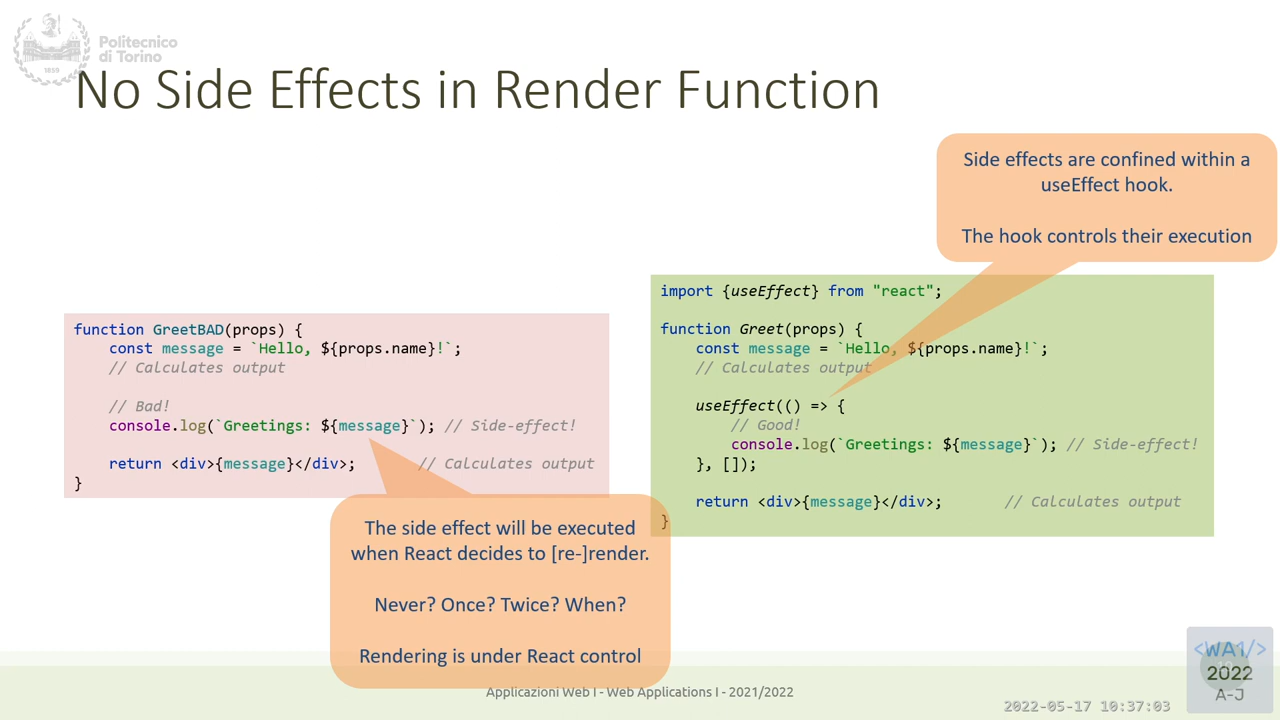 Politecnico
di Torino
1859
No Side Effects in Render Function
Side effects are confined within a
useEffect hook.
The hook controls their execution
function GreetBAD(props) {
    const message = `Hello, ${props.name}!`;
    // Calculates output
    // Bad!
    console.log(`Greetings: ${message}`); // Side-effect!
    return <div>{message}</div>;       // Calculates output
}
The side effect will be executed
when React decides to [re-]render.
Never? Once? Twice? When?
Rendering is under React control
import {useEffect} from "react";
function Greet(props) {
    const message = `Hello, ${props.name}!`;
    // Calculates output
    useEffect(() => {
        // Good!
        console.log(`Greetings: ${message}`); // Side-effect!
    }, []);
    return <div>{message}</div>;       // Calculates output
}
Applicazioni Web I - Web Applications I - 2021/2022
2022-05-17 10:37:03
<WA1/>
2022
A-J